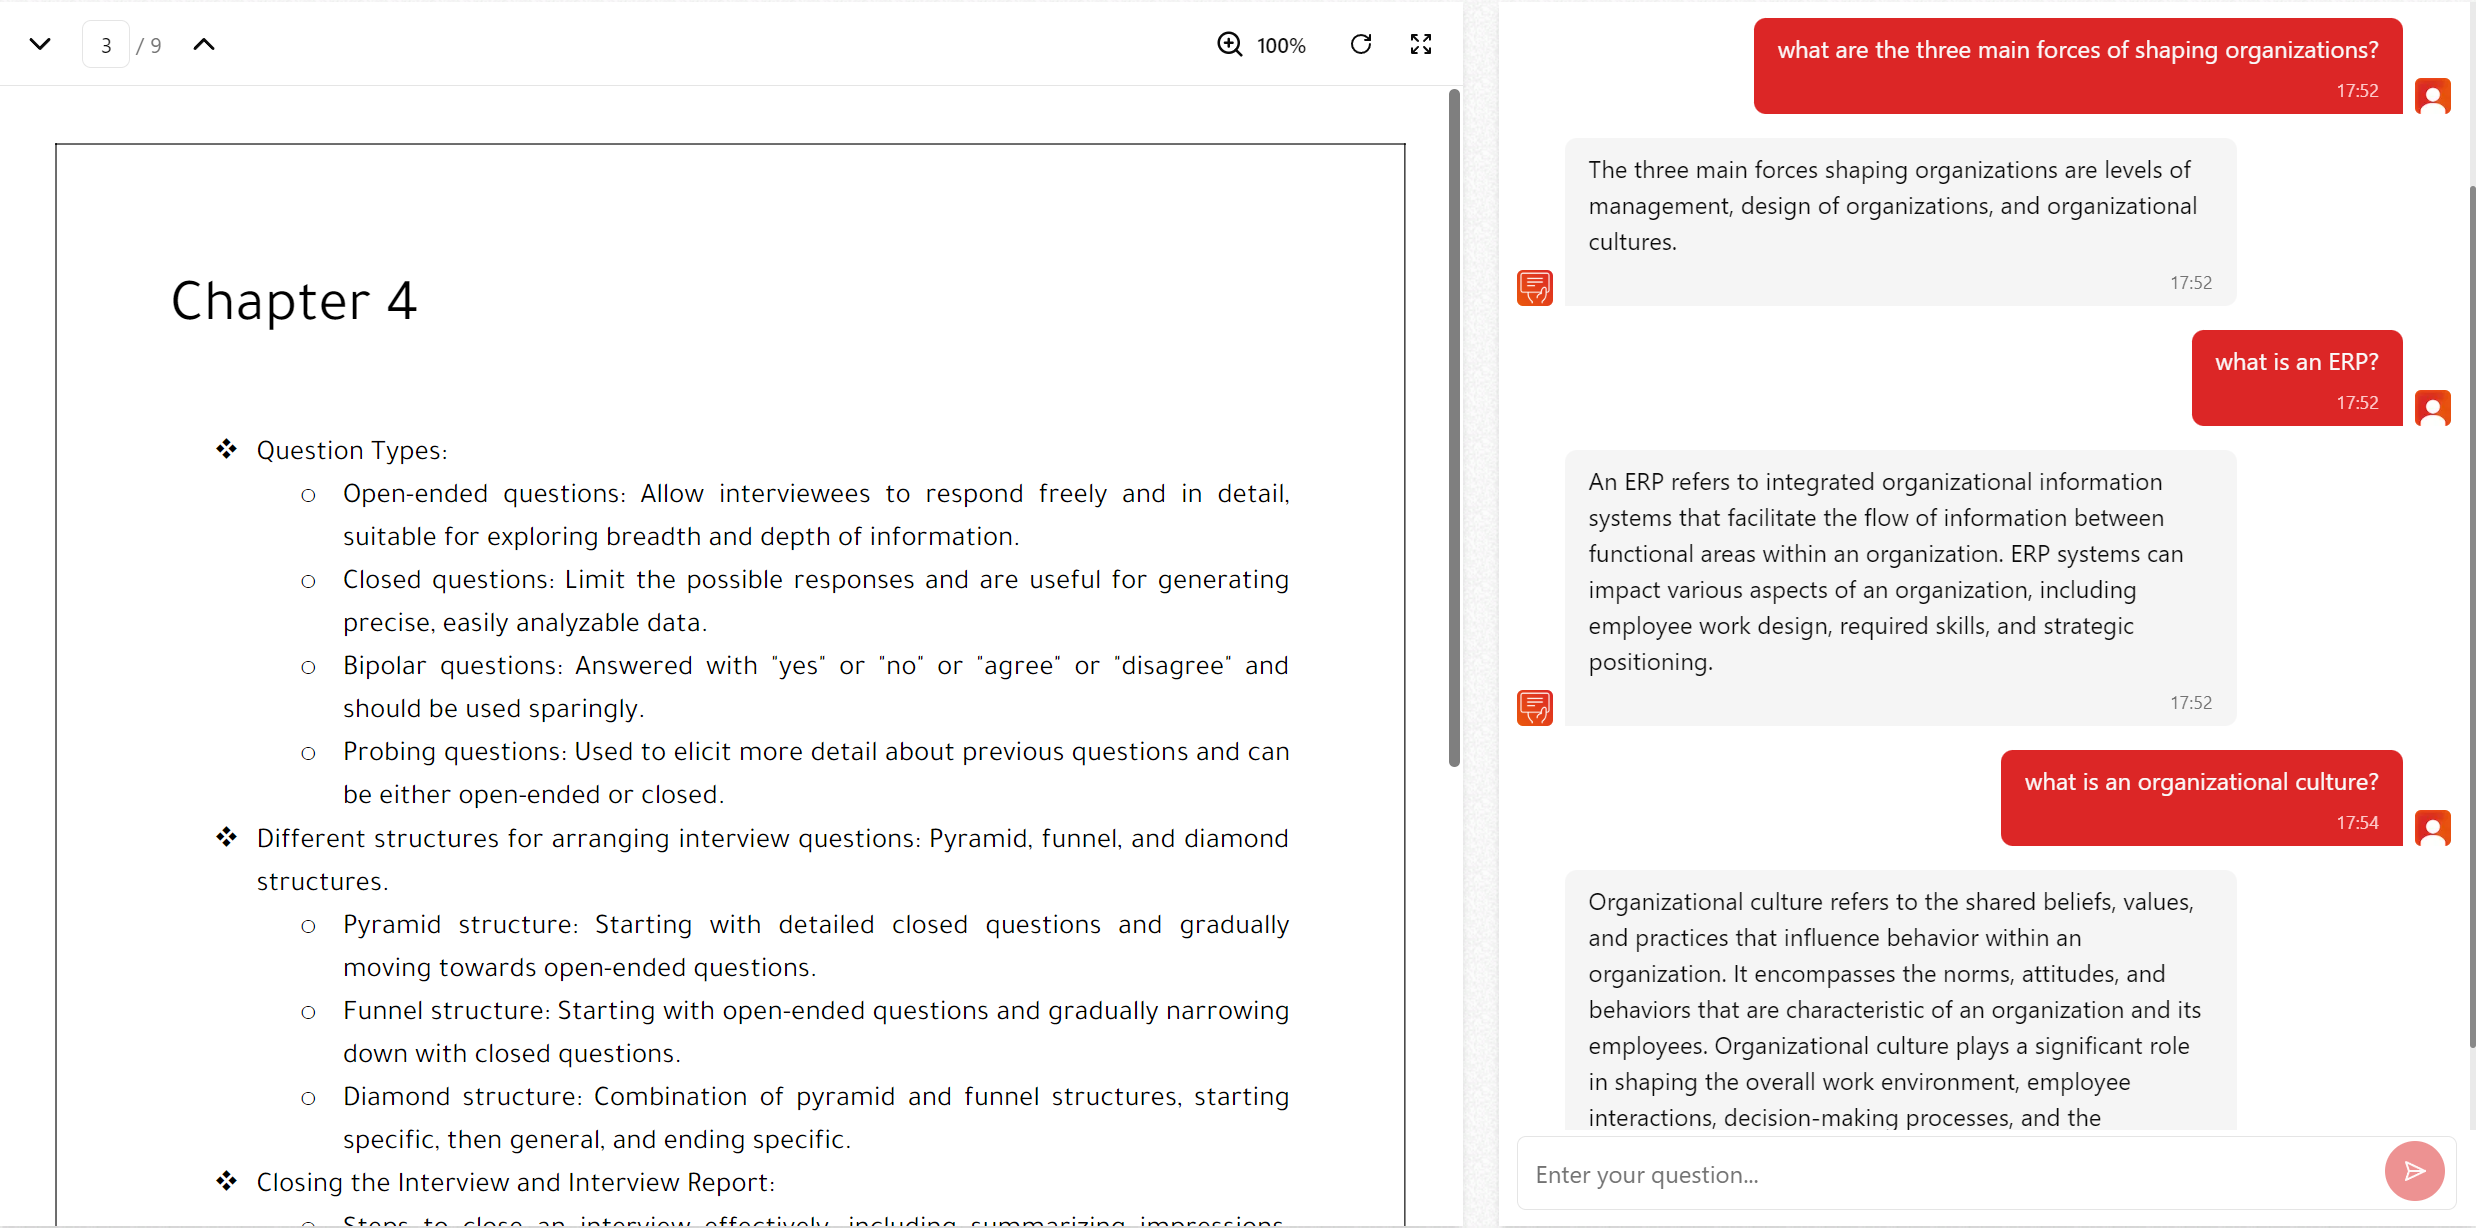 3 / 9
100%
Chapter 4
❖ Question Types:
○ Open-ended questions: Allow interviewees to respond freely and in detail,
suitable for exploring breadth and depth of information.
○ Closed questions: Limit the possible responses and are useful for generating
precise, easily analyzable data.
○ Bipolar questions: Answered with "yes" or "no" or "agree" or "disagree" and
should be used sparingly.
○ Probing questions: Used to elicit more detail about previous questions and can
be either open-ended or closed.
❖ Different structures for arranging interview questions: Pyramid, funnel, and diamond
structures.
○ Pyramid structure: Starting with detailed closed questions and gradually
moving towards open-ended questions.
○ Funnel structure: Starting with open-ended questions and gradually narrowing
down with closed questions.
○ Diamond structure: Combination of pyramid and funnel structures, starting
specific, then general, and ending specific.
❖ Closing the Interview and Interview Report:
○ Steps to close an interview effectively, including summarizing impressions,
what are the three main forces of shaping organizations?
17:52
The three main forces shaping organizations are levels of
management, design of organizations, and organizational
cultures.
17:52
what is an ERP?
17:52
An ERP refers to integrated organizational information
systems that facilitate the flow of information between
functional areas within an organization. ERP systems can
impact various aspects of an organization, including
employee work design, required skills, and strategic
positioning.
17:52
what is an organizational culture?
17:54
Organizational culture refers to the shared beliefs, values,
and practices that influence behavior within an
organization. It encompasses the norms, attitudes, and
behaviors that are characteristic of an organization and its
employees. Organizational culture plays a significant role
in shaping the overall work environment, employee
interactions, decision-making processes, and the
Enter your question...